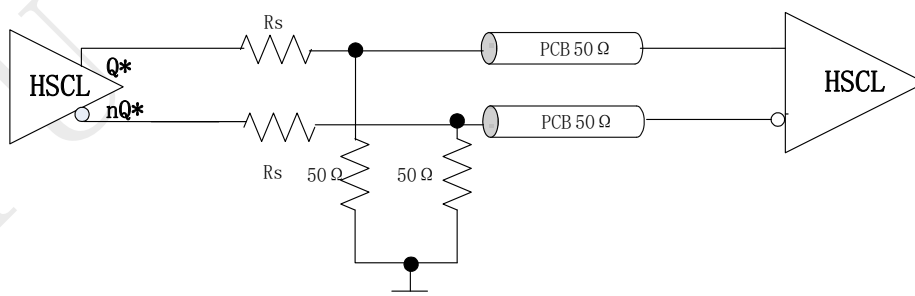 Rs
Q*
HSCL
nQ*
PCB 50 Ω
HSCL
PCB 50 Ω
Rs
50 Ω
50 Ω